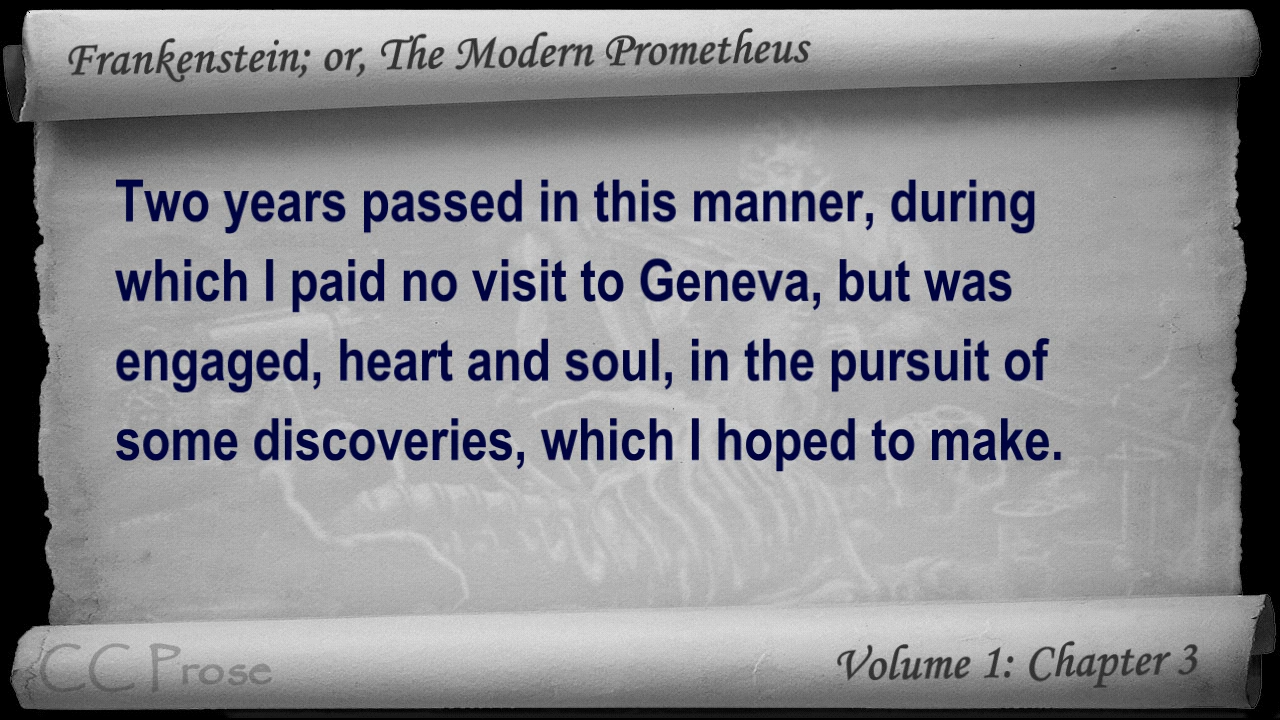 Frankenstein; or, The Modern Prometheus
Two years passed in this manner, during
which I paid no visit to Geneva, but was
engaged, heart and soul, in the pursuit of
some discoveries, which I hoped to make.
CC Prose
Volume 1: Chapter 3